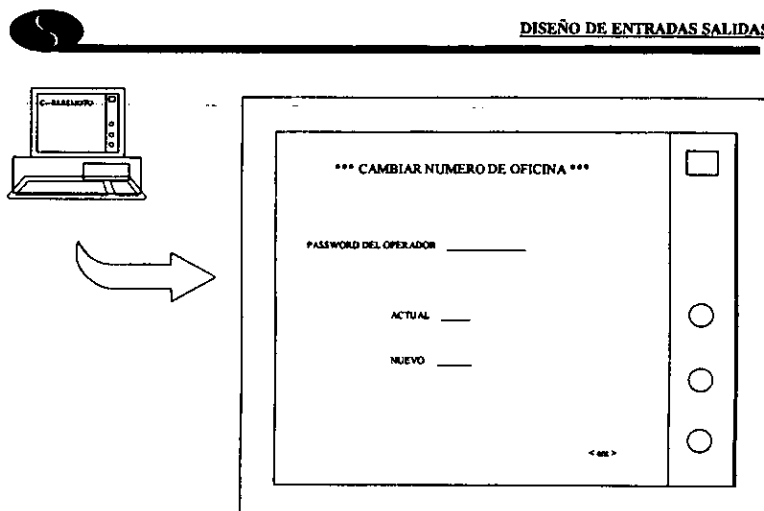 DISEÑO DE ENTRADAS SALIDAS
*** CAMBIAR NUMERO DE OFICINA ***
PASSWORD DEL OPERADOR
ACTUAL
NUEVO